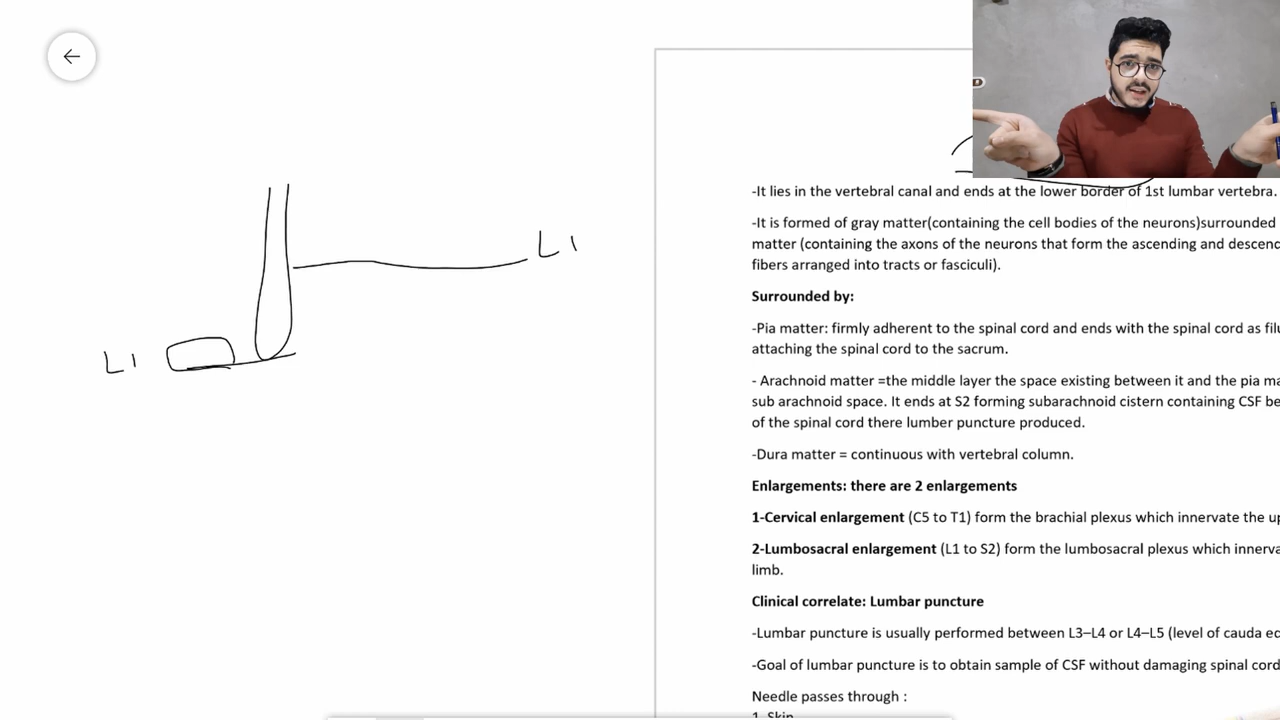 L1
L1
-It lies in the vertebral canal and ends at the lower border of 1st lumbar vertebra.
-It is formed of gray matter(containing the cell bodies of the neurons)surrounded
matter (containing the axons of the neurons that form the ascending and descend
fibers arranged into tracts or fasciculi).
Surrounded by:
-Pia matter: firmly adherent to the spinal cord and ends with the spinal cord as fil
attaching the spinal cord to the sacrum.
- Arachnoid matter =the middle layer the space existing between it and the pia ma
sub arachnoid space. It ends at S2 forming subarachnoid cistern containing CSF be
of the spinal cord there lumber puncture produced.
-Dura matter = continuous with vertebral column.
Enlargements: there are 2 enlargements
1-Cervical enlargement (C5 to T1) form the brachial plexus which innervate the up
2-Lumbosacral enlargement (L1 to S2) form the lumbosacral plexus which innerva
limb.
Clinical correlate: Lumbar puncture
-Lumbar puncture is usually performed between L3–L4 or L4–L5 (level of cauda eq
-Goal of lumbar puncture is to obtain sample of CSF without damaging spinal cord
Needle passes through :
1. Skin